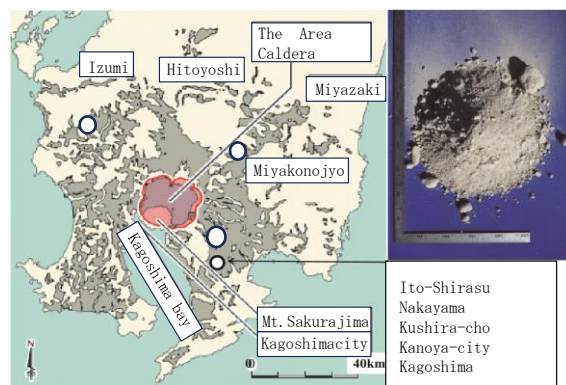 The Area
Caldera
Izumi
Hitoyoshi
Miyazaki
Miyakonojyo
Kagoshima bay
Mt.Sakurajima
Kagoshimacity
Ito-Shirasu
Nakayama
Kushira-cho
Kanoya-city
Kagoshima
N
0 40km